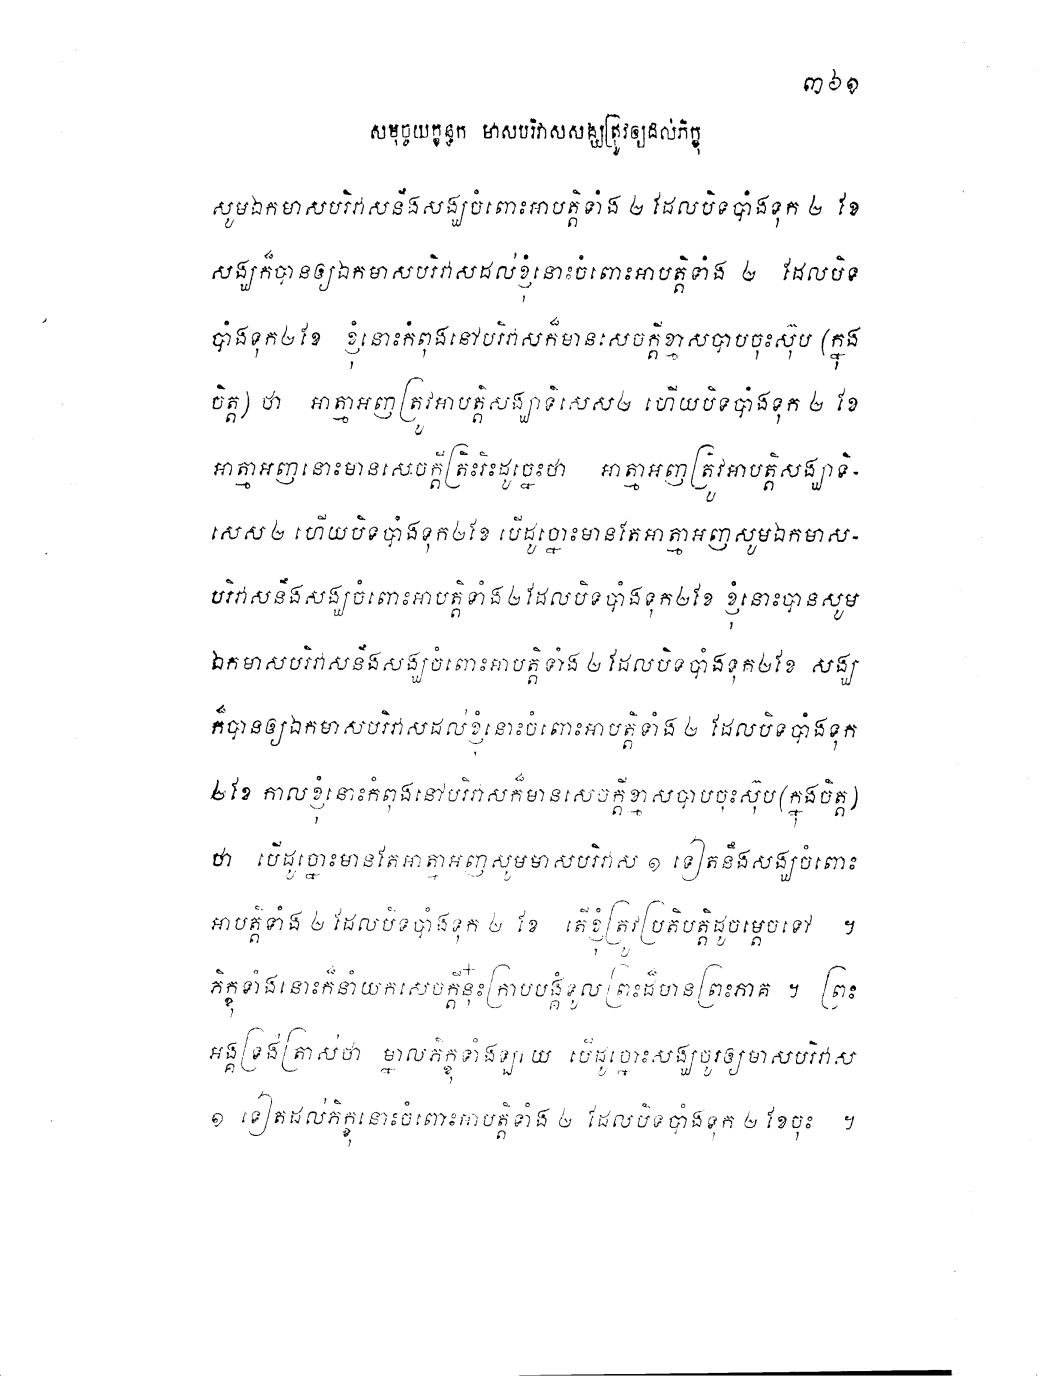 ៣៦១
សមុច្ចយក្ខន្ធក មាសបរិវាសសង្ឃត្រូវឲ្យដល់ភិក្ខុ
សូមឯកមាសបរិវាសនឹងសង្ឃចំពោះអាបត្តិទាំង ២ ដែលបិទបាំងទុក ២ ខែ
សង្ឃក៏បានឲ្យឯកមាសបរិវាសដល់ខ្ញុំនោះចំពោះអាបត្តិទាំង ២ ដែលបិទ
បាំងទុក២ខែ ខ្ញុំនោះកំពុងនៅបរិវាសក៏មានសេចក្តីខ្មាសបាបចុះស៊ុប (ក្នុង
ចិត្ត) ថា អាត្មាអញត្រូវអាបត្តិសង្ឃាទិសេស២ ហើយបិទបាំងទុក ២ ខែ
អាត្មាអញនោះមានសេចក្តីត្រិះរិះដូច្នេះថា អាត្មាអញត្រូវអាបត្តិសង្ឃាទិ-
សេស២ ហើយបិទបាំងទុក២ខែ បើដូច្នោះមានតែអាត្មាអញសូមឯកមាស-
បរិវាសនឹងសង្ឃចំពោះអាបត្តិទាំង២ដែលបិទបាំងទុក២ខែ ខ្ញុំនោះបានសូម
ឯកមាសបរិវាសនឹងសង្ឃចំពោះអាបត្តិទាំង ២ ដែលបិទបាំងទុក២ខែ សង្ឃ
ក៏បានឲ្យឯកមាសបរិវាសដល់ខ្ញុំនោះចំពោះអាបត្តិទាំង ២ ដែលបិទបាំងទុក
២ខែ កាលខ្ញុំនោះកំពុងនៅបរិវាសក៏មានសេចក្តីខ្មាសបាបចុះស៊ុប(ក្នុងចិត្ត)
ថា បើដូច្នោះមានតែអាត្មាអញសូមមាសបរិវាស ១ ទៀតនឹងសង្ឃចំពោះ
អាបត្តិទាំង ២ ដែលបិទបាំងទុក ២ ខែ តើខ្ញុំត្រូវប្រតិបត្តិដូចម្តេចទៅ ។
ភិក្ខុទាំងនោះក៏នាំយកសេចក្តីនុ៎ះក្រាបបង្គំទូលព្រះដ៏មានព្រះភាគ ។ ព្រះ
អង្គទ្រង់ត្រាស់ថា ម្នាលភិក្ខុទាំងឡាយ បើដូច្នោះសង្ឃចូរឲ្យមាសបរិវាស
១ ទៀតដល់ភិក្ខុនោះចំពោះអាបត្តិទាំង ២ ដែលបិទបាំងទុក ២ ខែចុះ ។